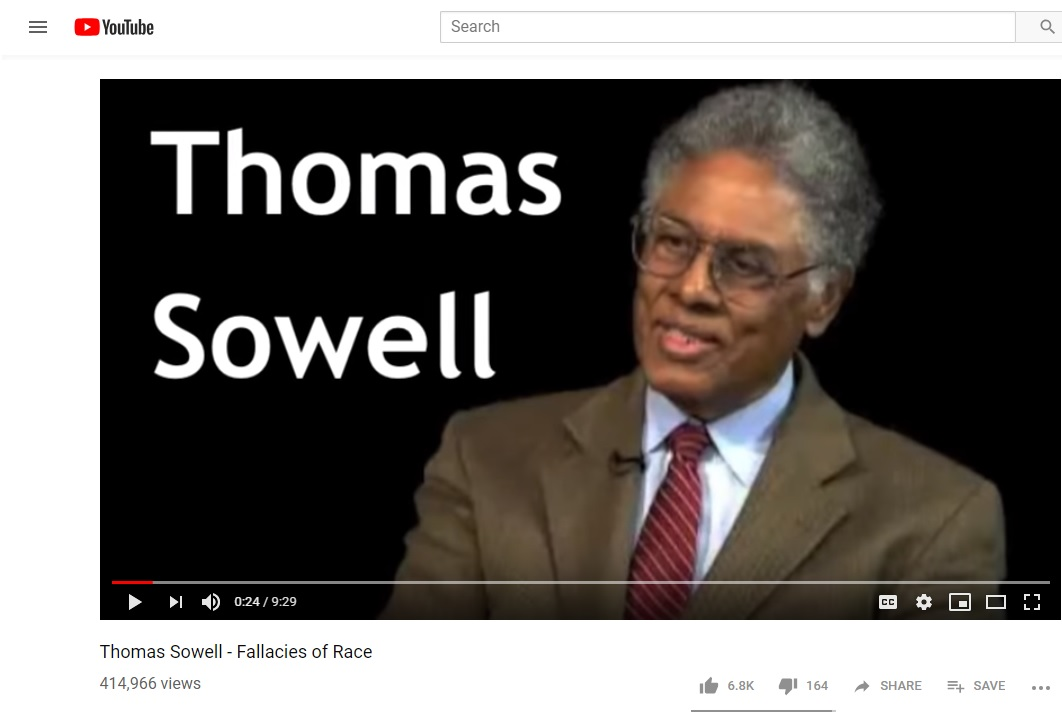 YouTube
Search
Thomas
Sowell
0:24 / 9:29
CC
Thomas Sowell - Fallacies of Race
414,966 views
6.8K
164
SHARE
SAVE